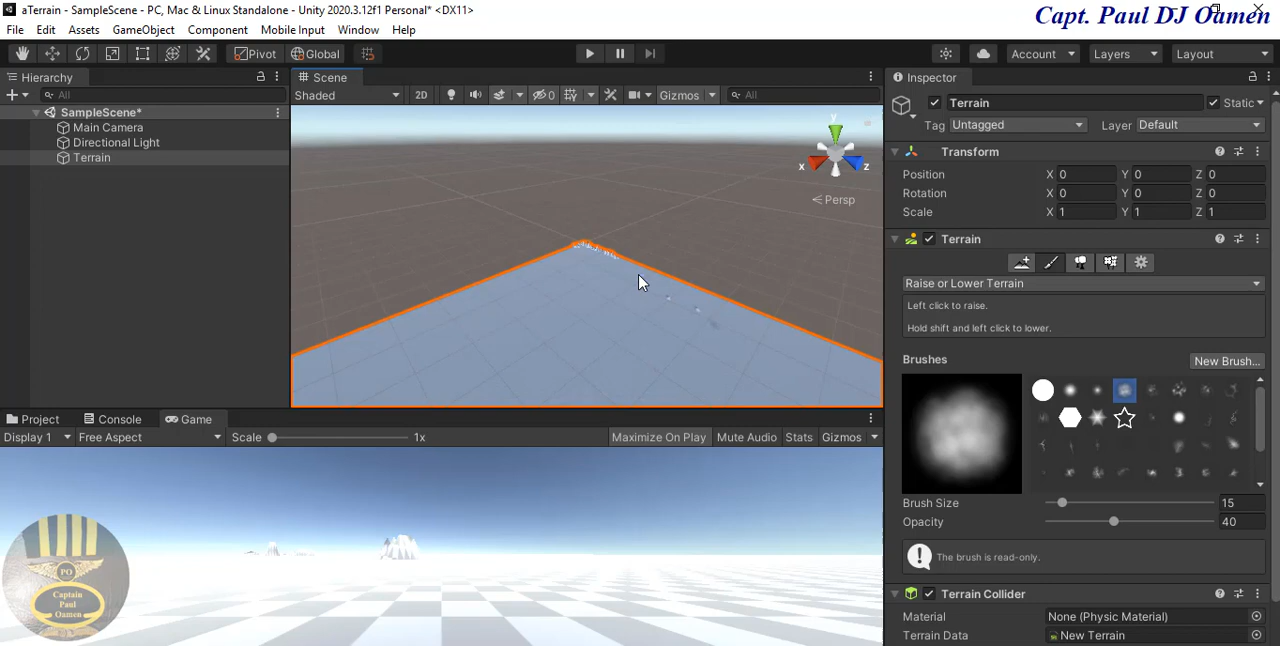 aTerrain - SampleScene - PC, Mac & Linux Standalone - Unity 2020.3.12f1 Personal* <DX11>
Capt. Paul DJ Oamen
File Edit Assets GameObject Component Mobile Input Window Help
Pivot Global Account Layers Layout
Hierarchy Scene Inspector
All Shaded 2D 0 Gizmos All Terrain Static
SampleScene*
Tag Untagged Layer Default
Main Camera
Directional Light
Terrain
y
x z
Persp
Transform
Position X 0 Y 0 Z 0
Rotation X 0 Y 0 Z 0
Scale X 1 Y 1 Z 1
Terrain
Raise or Lower Terrain
Left click to raise.
Hold shift and left click to lower.
Brushes New Brush...
Brush Size 15
Opacity 40
The brush is read-only.
Terrain Collider
Material None (Physic Material)
Terrain Data New Terrain
Project Console Game
Display 1 Free Aspect Scale 1x Maximize On Play Mute Audio Stats Gizmos
PO
Captain
Paul
Oamen